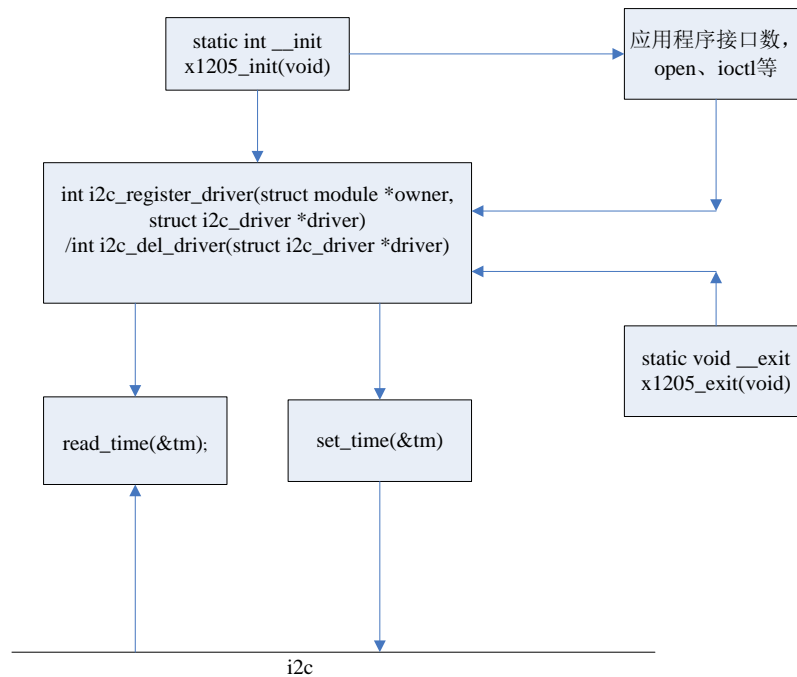 static int __init
x1205_init(void)
应用程序接口数，
open、ioctl等
int i2c_register_driver(struct module *owner,
struct i2c_driver *driver)
/int i2c_del_driver(struct i2c_driver *driver)
static void __exit
x1205_exit(void)
read_time(&tm);
set_time(&tm)
i2c